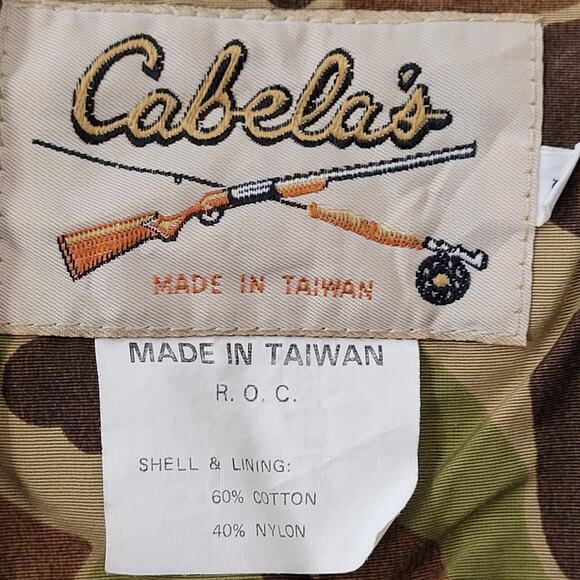 Cabela's
MADE IN TAIWAN
MADE IN TAIWAN
R. O. C.
SHELL & LINING:
60% COTTON
40% NYLON